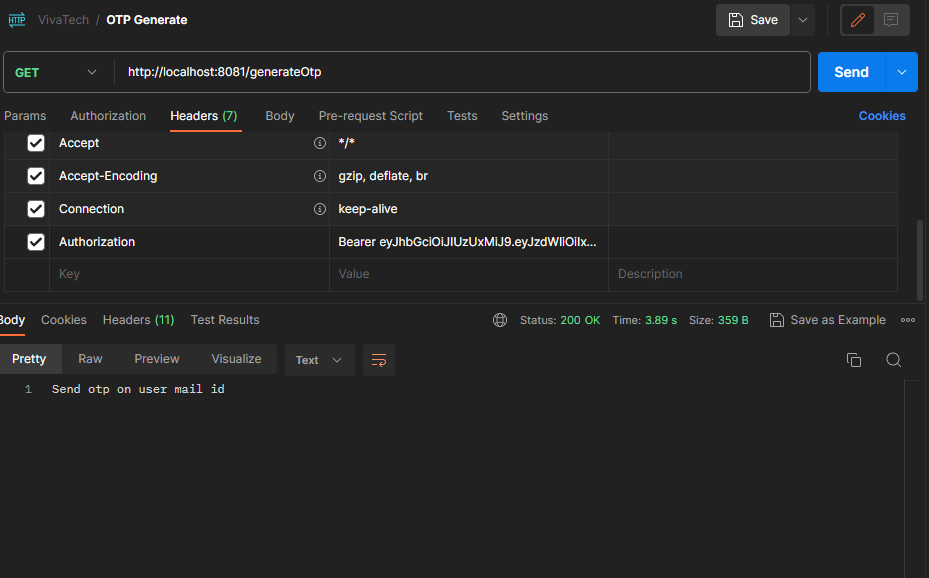 HTTP VivaTech / OTP Generate Save
GET http://localhost:8081/generateOtp Send
Params Authorization Headers (7) Body Pre-request Script Tests Settings Cookies
Accept */*
Accept-Encoding gzip, deflate, br
Connection keep-alive
Authorization Bearer eyJhbGciOiJIUzUxMiJ9.eyJzdWIiOiIx...
Key Value Description
Body Cookies Headers (11) Test Results Status: 200 OK Time: 3.89 s Size: 359 B Save as Example
Pretty Raw Preview Visualize Text
1 Send otp on user mail id